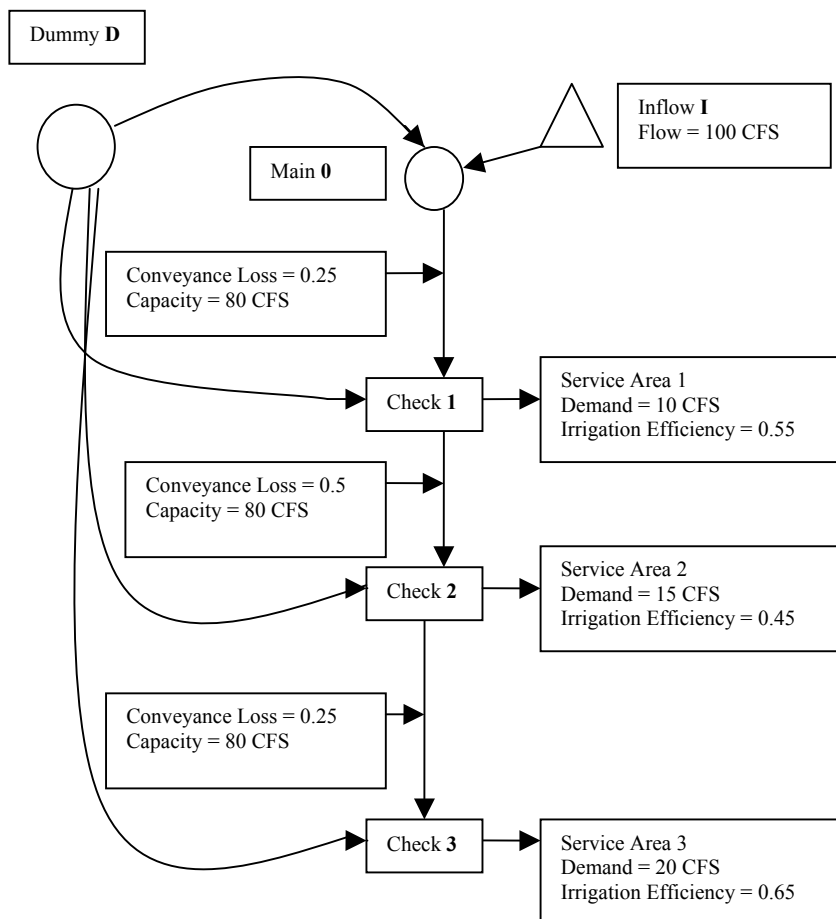 Dummy D
Inflow I
Flow = 100 CFS
Main 0
Conveyance Loss = 0.25
Capacity = 80 CFS
Check 1
Service Area 1
Demand = 10 CFS
Irrigation Efficiency = 0.55
Conveyance Loss = 0.5
Capacity = 80 CFS
Check 2
Service Area 2
Demand = 15 CFS
Irrigation Efficiency = 0.45
Conveyance Loss = 0.25
Capacity = 80 CFS
Check 3
Service Area 3
Demand = 20 CFS
Irrigation Efficiency = 0.65